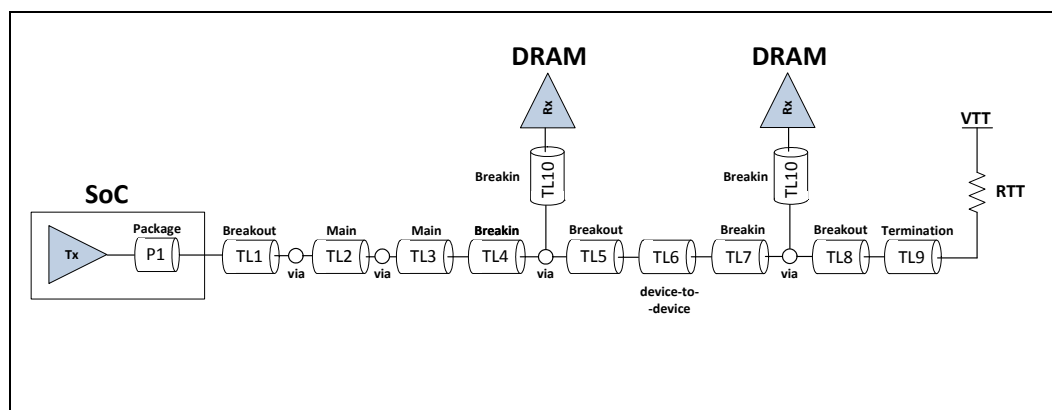 DRAM
DRAM
Rx
Rx
VTT
TL10
TL10
Breakin
Breakin
RTT
SoC
Package
Breakout
Main
Main
Breakin
Breakout
Breakin
Breakout
Termination
Tx
P1
TL1
TL2
TL3
TL4
TL5
TL6
TL7
TL8
TL9
via
via
via
via
device-to-
-device